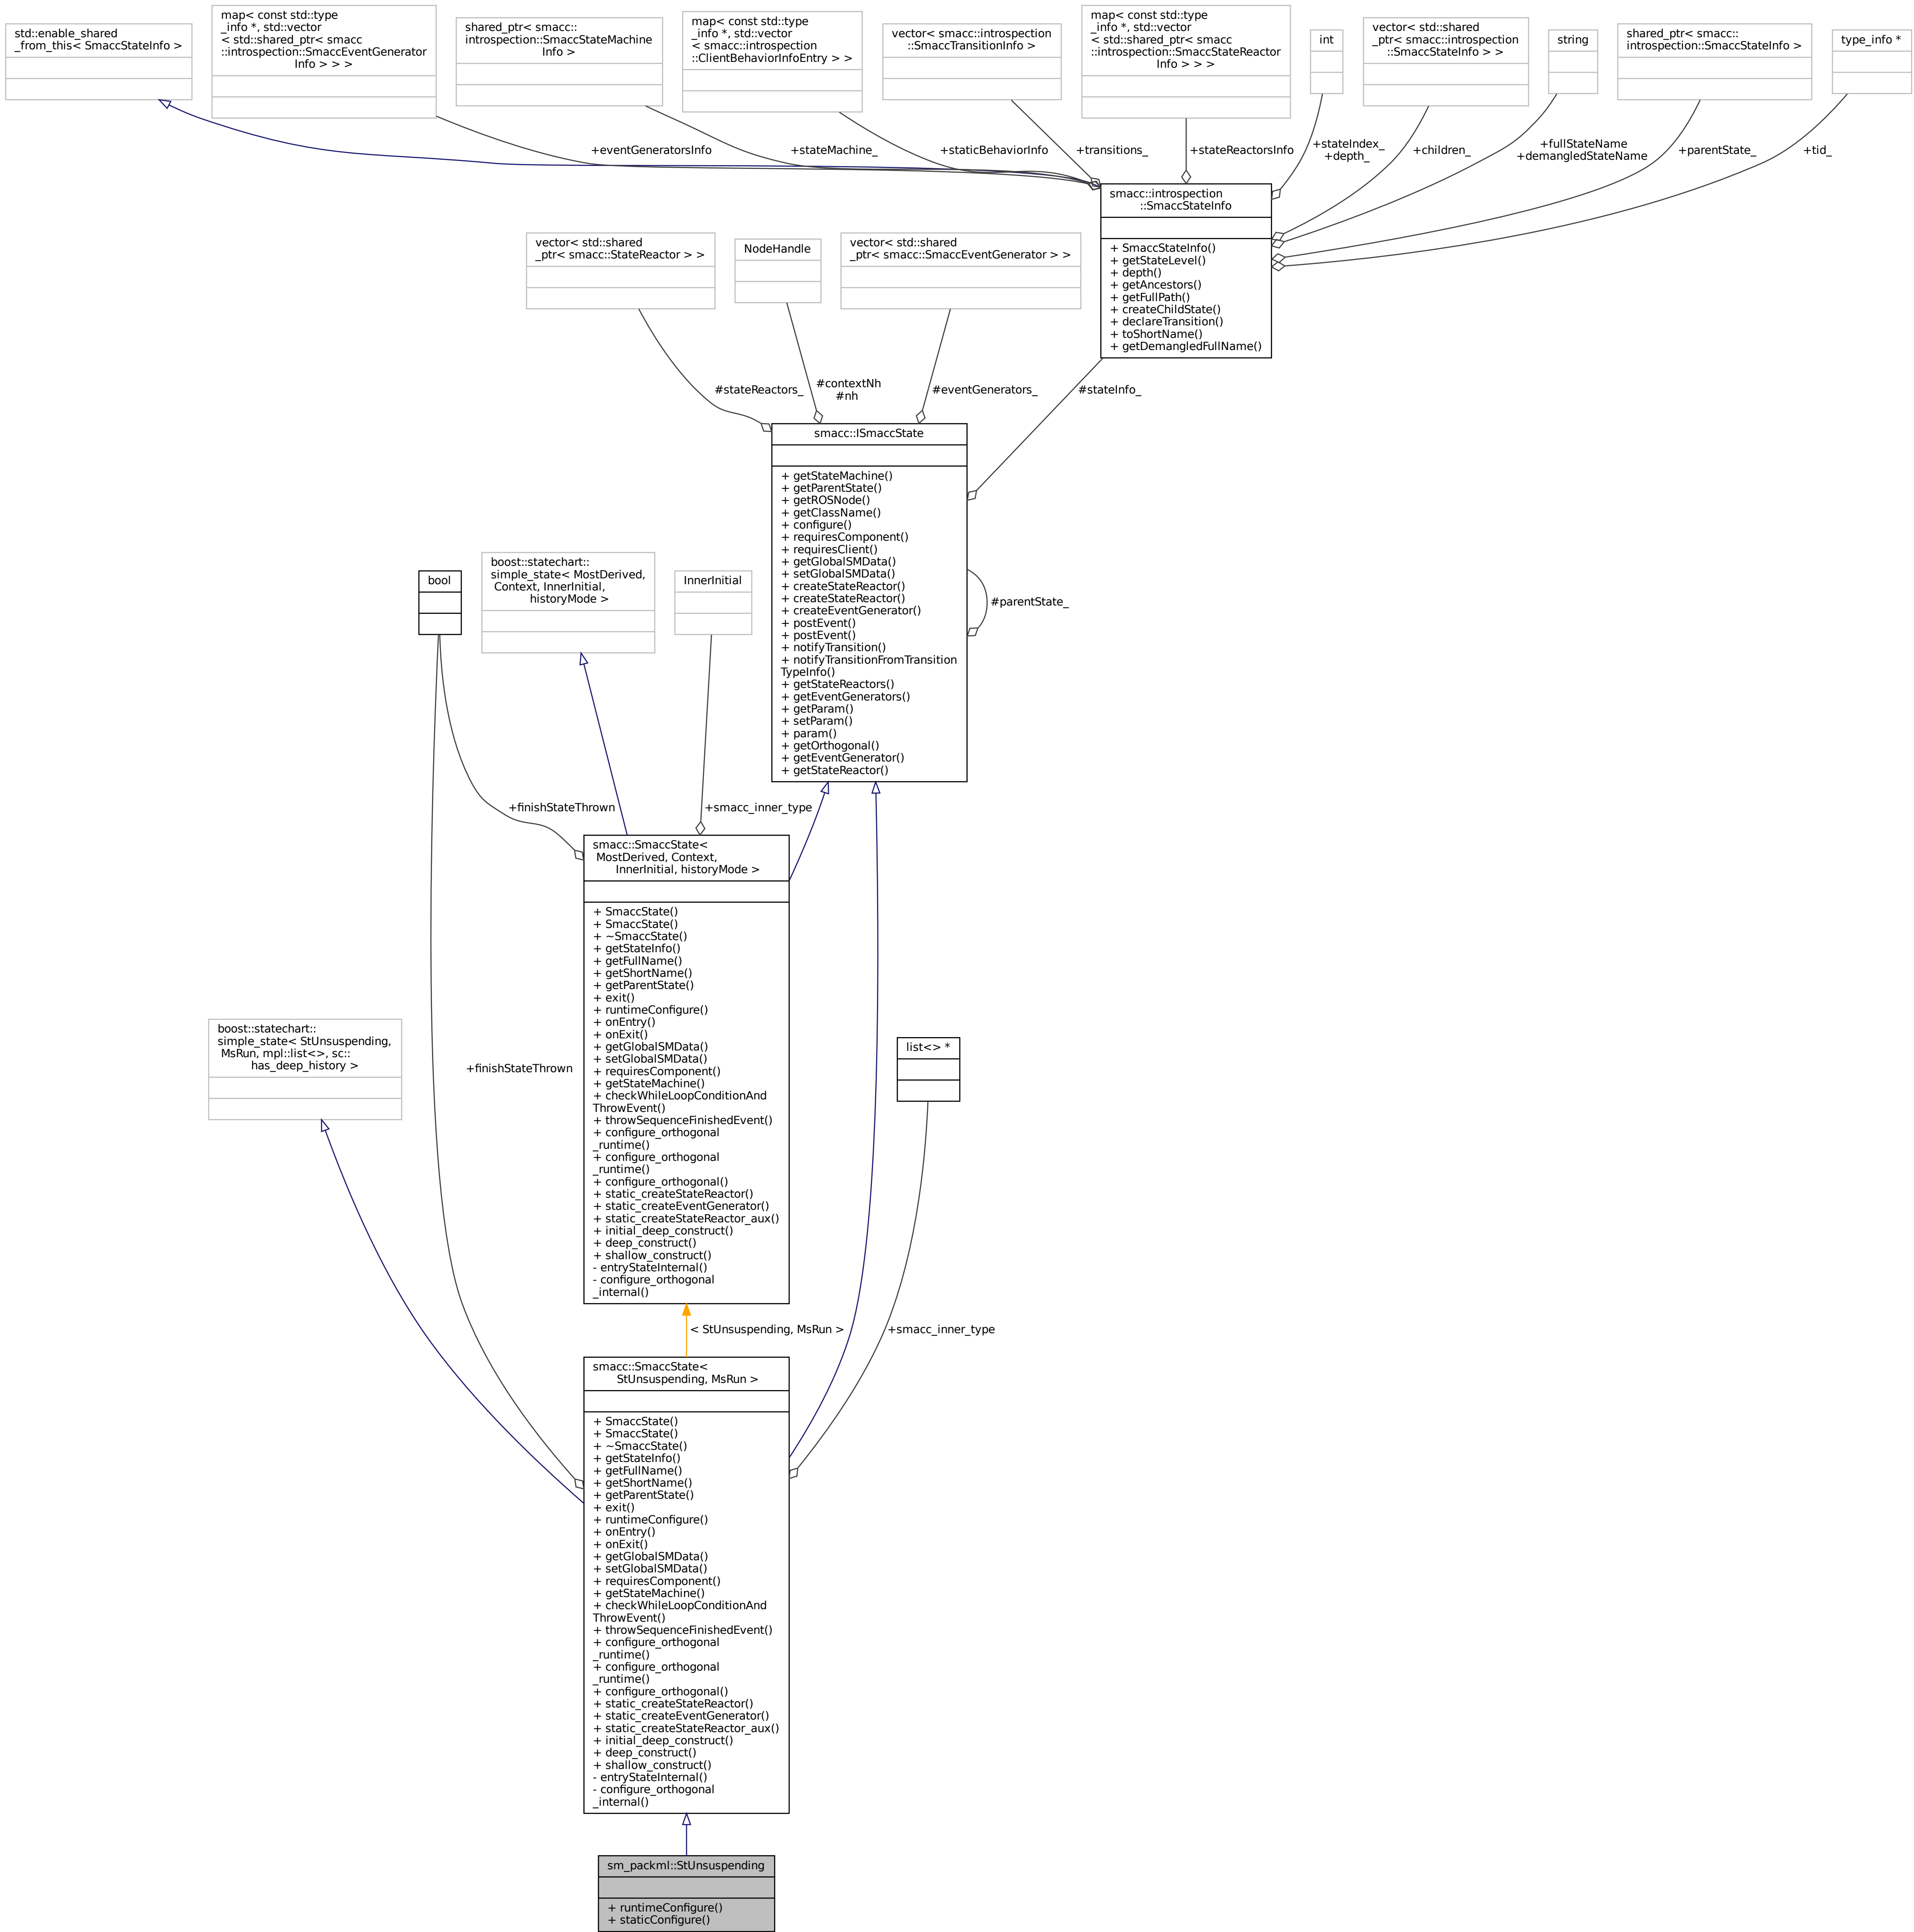 std::enable_shared
_from_this< SmaccStateInfo >
map< const std::type
_info *, std::vector
< std::shared_ptr< smacc
::introspection::SmaccEventGenerator
Info > > >
shared_ptr< smacc::
introspection::SmaccStateMachine
Info >
map< const std::type
_info *, std::vector
< smacc::introspection
::ClientBehaviorInfoEntry > >
vector< smacc::introspection
::SmaccTransitionInfo >
map< const std::type
_info *, std::vector
< std::shared_ptr< smacc
::introspection::SmaccStateReactor
Info > > >
int
vector< std::shared
_ptr< smacc::introspection
::SmaccStateInfo > >
string
shared_ptr< smacc::
introspection::SmaccStateInfo >
type_info *
+eventGeneratorsInfo
+stateMachine_
+staticBehaviorInfo
+transitions_
+stateReactorsInfo
+stateIndex_
+depth_
+children_
+fullStateName
+demangledStateName
+parentState_
+tid_
smacc::introspection
::SmaccStateInfo
+ SmaccStateInfo()
+ getStateLevel()
+ depth()
+ getAncestors()
+ getFullPath()
+ createChildState()
+ declareTransition()
+ toShortName()
+ getDemangledFullName()
vector< std::shared
_ptr< smacc::StateReactor > >
NodeHandle
vector< std::shared
_ptr< smacc::SmaccEventGenerator > >
#stateReactors_
#contextNh
#nh
#eventGenerators_
#stateInfo_
smacc::ISmaccState
+ getStateMachine()
+ getParentState()
+ getROSNode()
+ getClassName()
+ configure()
+ requiresComponent()
+ requiresClient()
+ getGlobalSMData()
+ setGlobalSMData()
+ createStateReactor()
+ createStateReactor()
+ createEventGenerator()
+ postEvent()
+ postEvent()
+ notifyTransition()
+ notifyTransitionFromTransition
TypeInfo()
+ getStateReactors()
+ getEventGenerators()
+ getParam()
+ setParam()
+ param()
+ getOrthogonal()
+ getEventGenerator()
+ getStateReactor()
#parentState_
bool
boost::statechart::
simple_state< MostDerived,
Context, InnerInitial,
historyMode >
InnerInitial
+finishStateThrown
+smacc_inner_type
smacc::SmaccState<
MostDerived, Context,
InnerInitial, historyMode >
+ SmaccState()
+ SmaccState()
+ ~SmaccState()
+ getStateInfo()
+ getFullName()
+ getShortName()
+ getParentState()
+ exit()
+ runtimeConfigure()
+ onEntry()
+ onExit()
+ getGlobalSMData()
+ setGlobalSMData()
+ requiresComponent()
+ getStateMachine()
+ checkWhileLoopConditionAnd
ThrowEvent()
+ throwSequenceFinishedEvent()
+ configure_orthogonal
_runtime()
+ configure_orthogonal
_runtime()
+ configure_orthogonal()
+ static_createStateReactor()
+ static_createEventGenerator()
+ static_createStateReactor_aux()
+ initial_deep_construct()
+ deep_construct()
+ shallow_construct()
- entryStateInternal()
- configure_orthogonal
_internal()
boost::statechart::
simple_state< StUnsuspending,
MsRun, mpl::list<>, sc::
has_deep_history >
+finishStateThrown
list<> *
< StUnsuspending, MsRun >
+smacc_inner_type
smacc::SmaccState<
StUnsuspending, MsRun >
+ SmaccState()
+ SmaccState()
+ ~SmaccState()
+ getStateInfo()
+ getFullName()
+ getShortName()
+ getParentState()
+ exit()
+ runtimeConfigure()
+ onEntry()
+ onExit()
+ getGlobalSMData()
+ setGlobalSMData()
+ requiresComponent()
+ getStateMachine()
+ checkWhileLoopConditionAnd
ThrowEvent()
+ throwSequenceFinishedEvent()
+ configure_orthogonal
_runtime()
+ configure_orthogonal
_runtime()
+ configure_orthogonal()
+ static_createStateReactor()
+ static_createEventGenerator()
+ static_createStateReactor_aux()
+ initial_deep_construct()
+ deep_construct()
+ shallow_construct()
- entryStateInternal()
- configure_orthogonal
_internal()
sm_packml::StUnsuspending
+ runtimeConfigure()
+ staticConfigure()